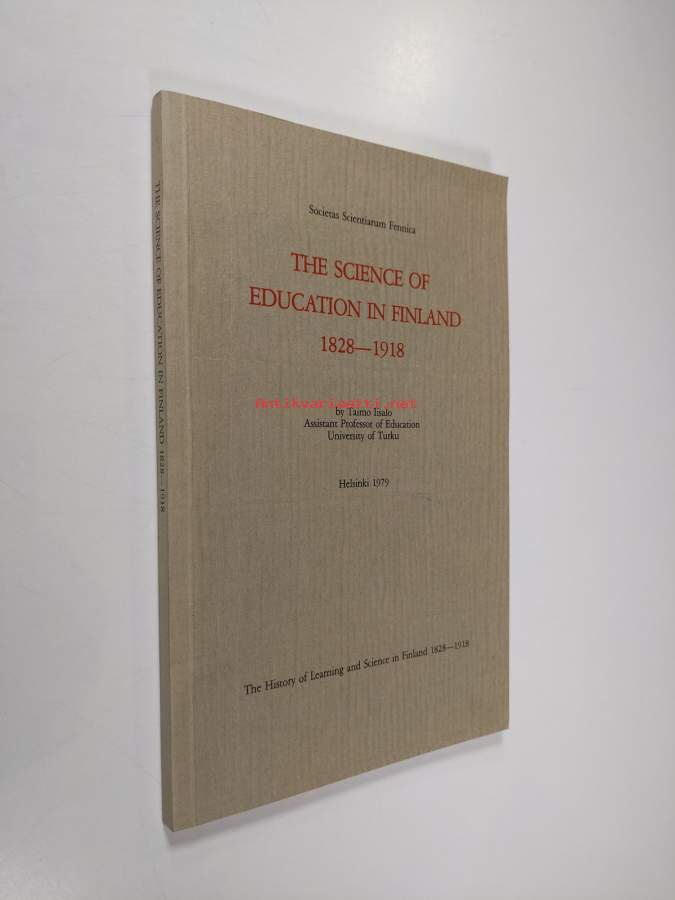 THE SCIENCE OF EDUCATION IN FINLAND 1828—1918
Societas Scientiarum Fennica
THE SCIENCE OF
EDUCATION IN FINLAND
1828—1918
antikvariaatti.net
by Taimo Iisalo
Assistant Professor of Education
University of Turku
Helsinki 1979
The History of Learning and Science in Finland 1828—1918